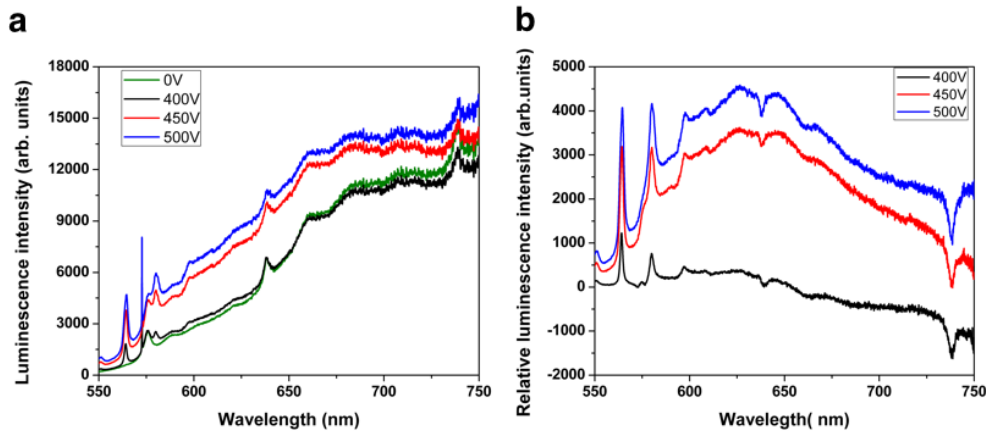 a
Luminescence intensity (arb. units)
18000
15000
12000
9000
6000
3000
0
0V
400V
450V
500V
550
600
650
700
750
Wavelength (nm)
b
Relative luminescence intensity (arb.units)
5000
4000
3000
2000
1000
0
-1000
-2000
400V
450V
500V
550
600
650
700
750
Wavelegth( nm)